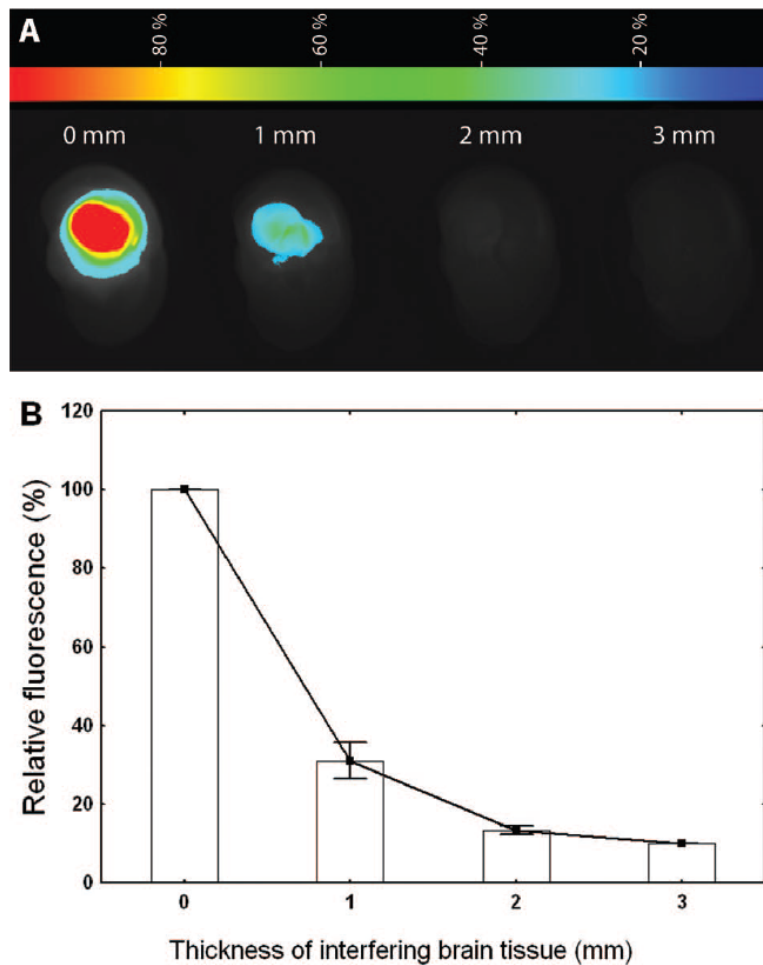 A
80 % 60 % 40 % 20 %
0 mm 1 mm 2 mm 3 mm
B
120
100
80
60
40
20
0
Relative fluorescence (%)
0 1 2 3
Thickness of interfering brain tissue (mm)